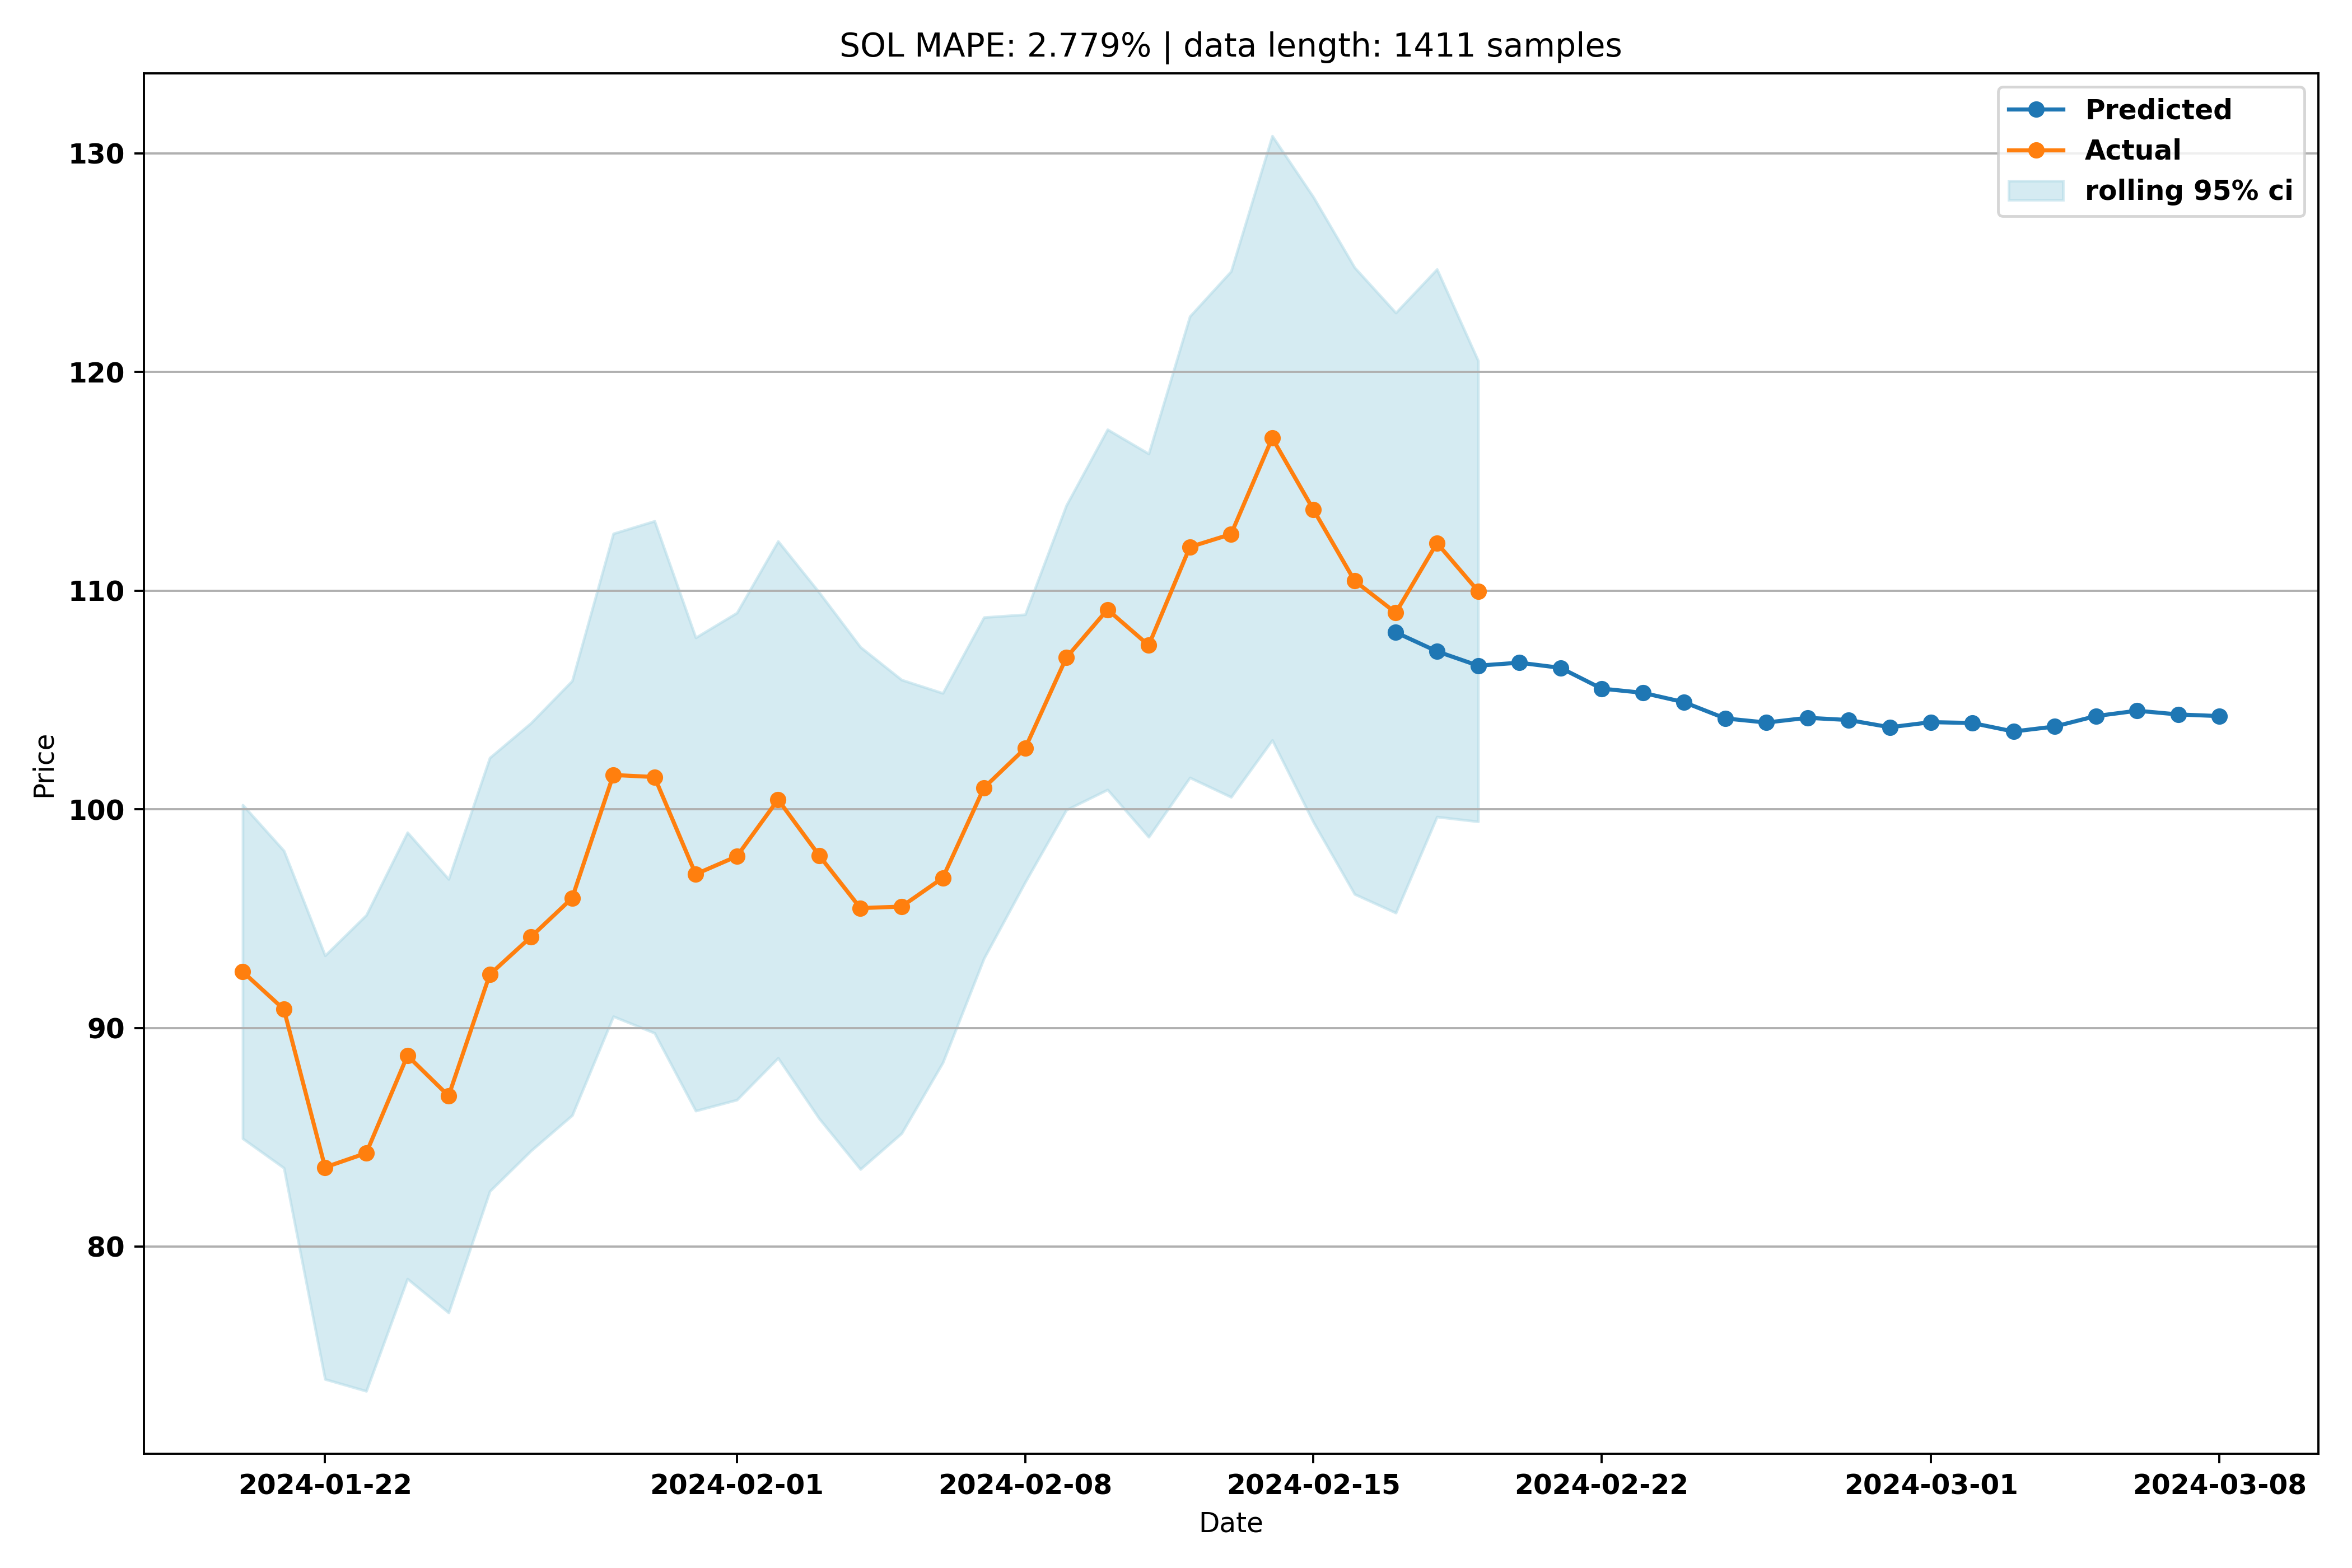 SOL MAPE: 2.779% | data length: 1411 samples
Predicted
Actual
rolling 95% ci
130
120
110
100
90
80
Price
2024-01-22
2024-02-01
2024-02-08
2024-02-15
2024-02-22
2024-03-01
2024-03-08
Date